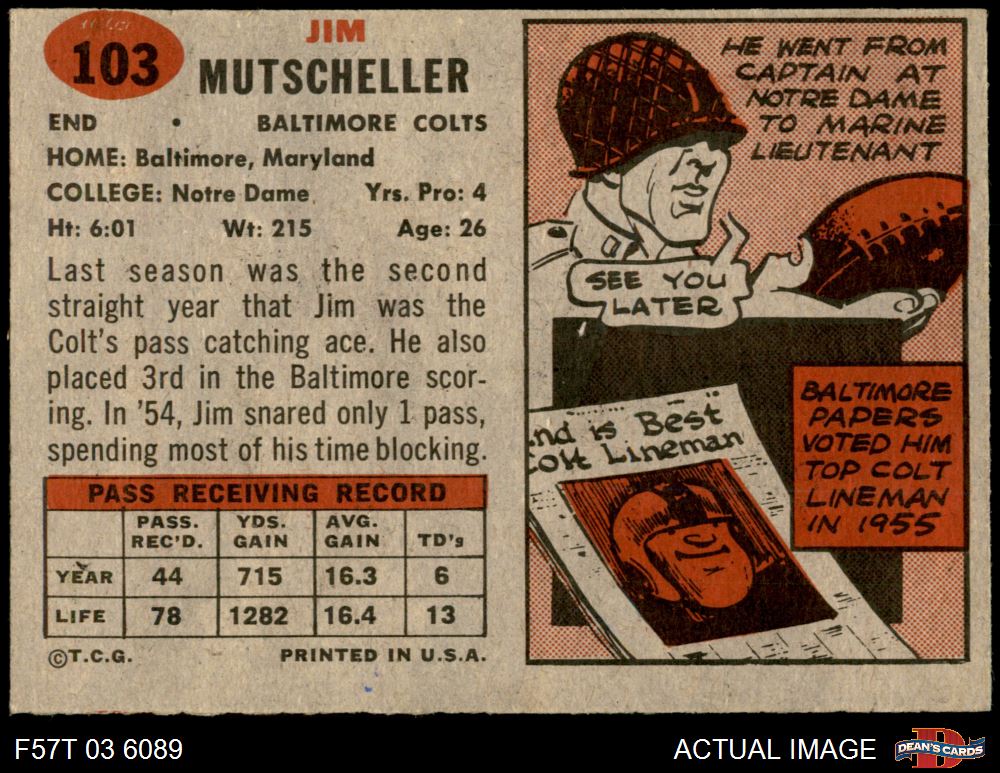 103
JIM
MUTSCHELLER
END • BALTIMORE COLTS
HOME: Baltimore, Maryland
COLLEGE: Notre Dame Yrs. Pro: 4
Ht: 6:01 Wt: 215 Age: 26
Last season was the second
straight year that Jim was the
Colt's pass catching ace. He also
placed 3rd in the Baltimore scor-
ing. In '54, Jim snared only 1 pass,
spending most of his time blocking.
PASS RECEIVING RECORD
PASS. REC'D. YDS. GAIN AVG. GAIN TD's
YEAR 44 715 16.3 6
LIFE 78 1282 16.4 13
©T.C.G. PRINTED IN U.S.A.
HE WENT FROM
CAPTAIN AT
NOTRE DAME
TO MARINE
LIEUTENANT
SEE YOU
LATER
nd is Best
olt Lineman
BALTIMORE
PAPERS
VOTED HIM
TOP COLT
LINEMAN
IN 1955
F57T 03 6089
ACTUAL IMAGE
DEAN'S CARDS